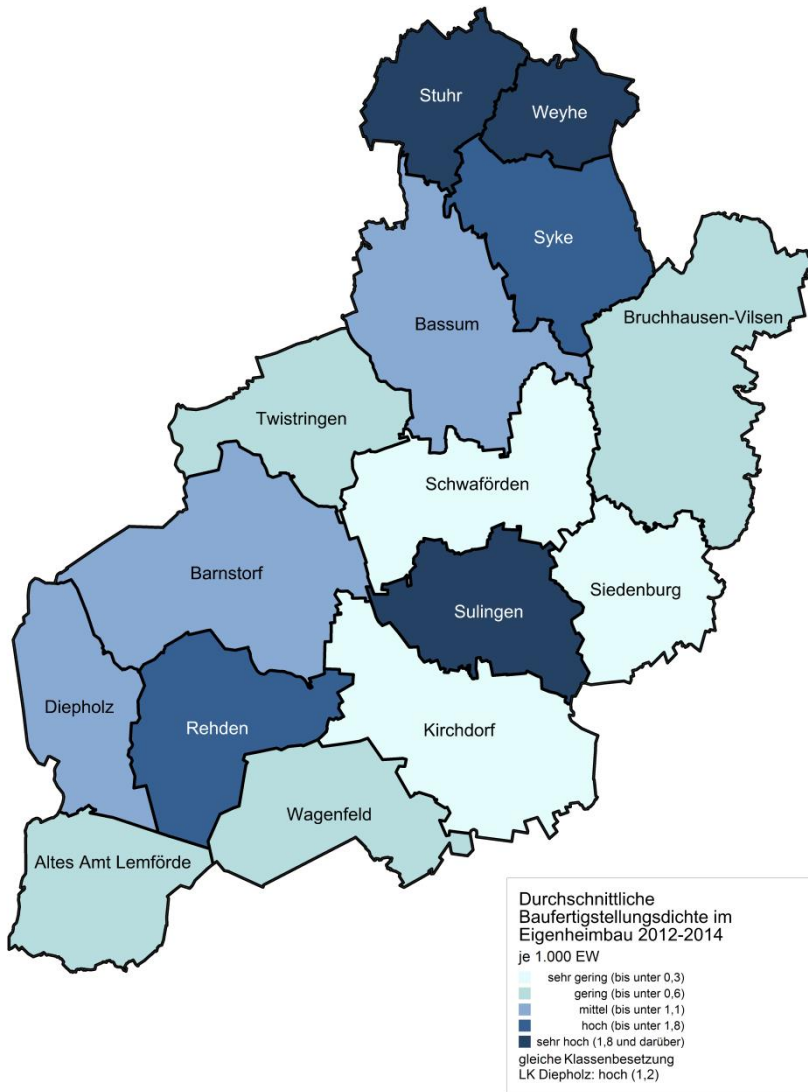 Stuhr
Weyhe
Syke
Bruchhausen-Vilsen
Bassum
Twistringen
Schwaförden
Barnstorf
Siedenburg
Sulingen
Diepholz
Rehden
Kirchdorf
Wagenfeld
Altes Amt Lemförde
Durchschnittliche
Baufertigstellungsdichte im
Eigenheimbau 2012-2014
je 1.000 EW
sehr gering (bis unter 0,3)
gering (bis unter 0,6)
mittel (bis unter 1,1)
hoch (bis unter 1,8)
sehr hoch (1,8 und darüber)
gleiche Klassenbesetzung
LK Diepholz: hoch (1,2)